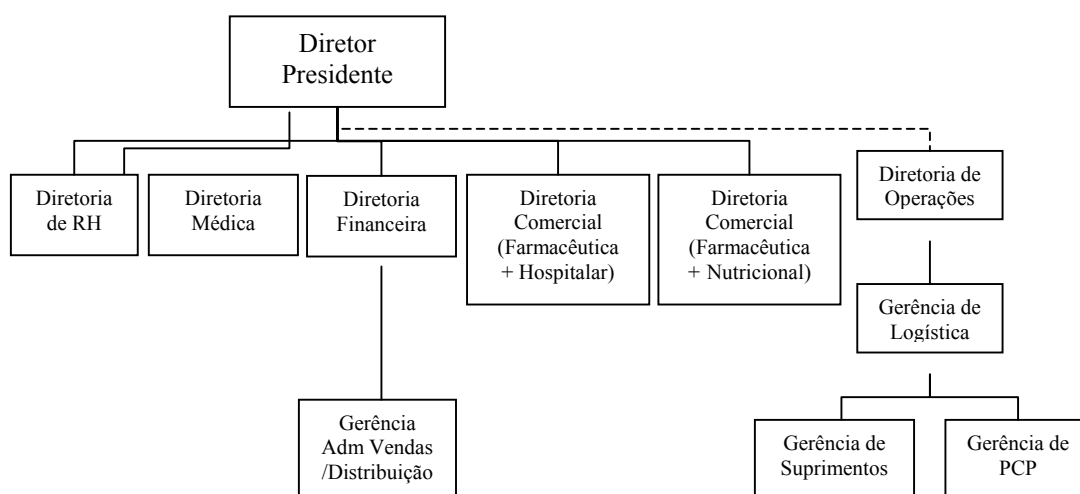 Diretor
Presidente
Diretoria
de RH
Diretoria
Médica
Diretoria
Financeira
Diretoria
Comercial
(Farmacêutica
+ Hospitalar)
Diretoria
Comercial
(Farmacêutica
+ Nutricional)
Diretoria de
Operações
Gerência de
Logística
Gerência
Adm Vendas
/Distribuição
Gerência de
Suprimentos
Gerência de
PCP